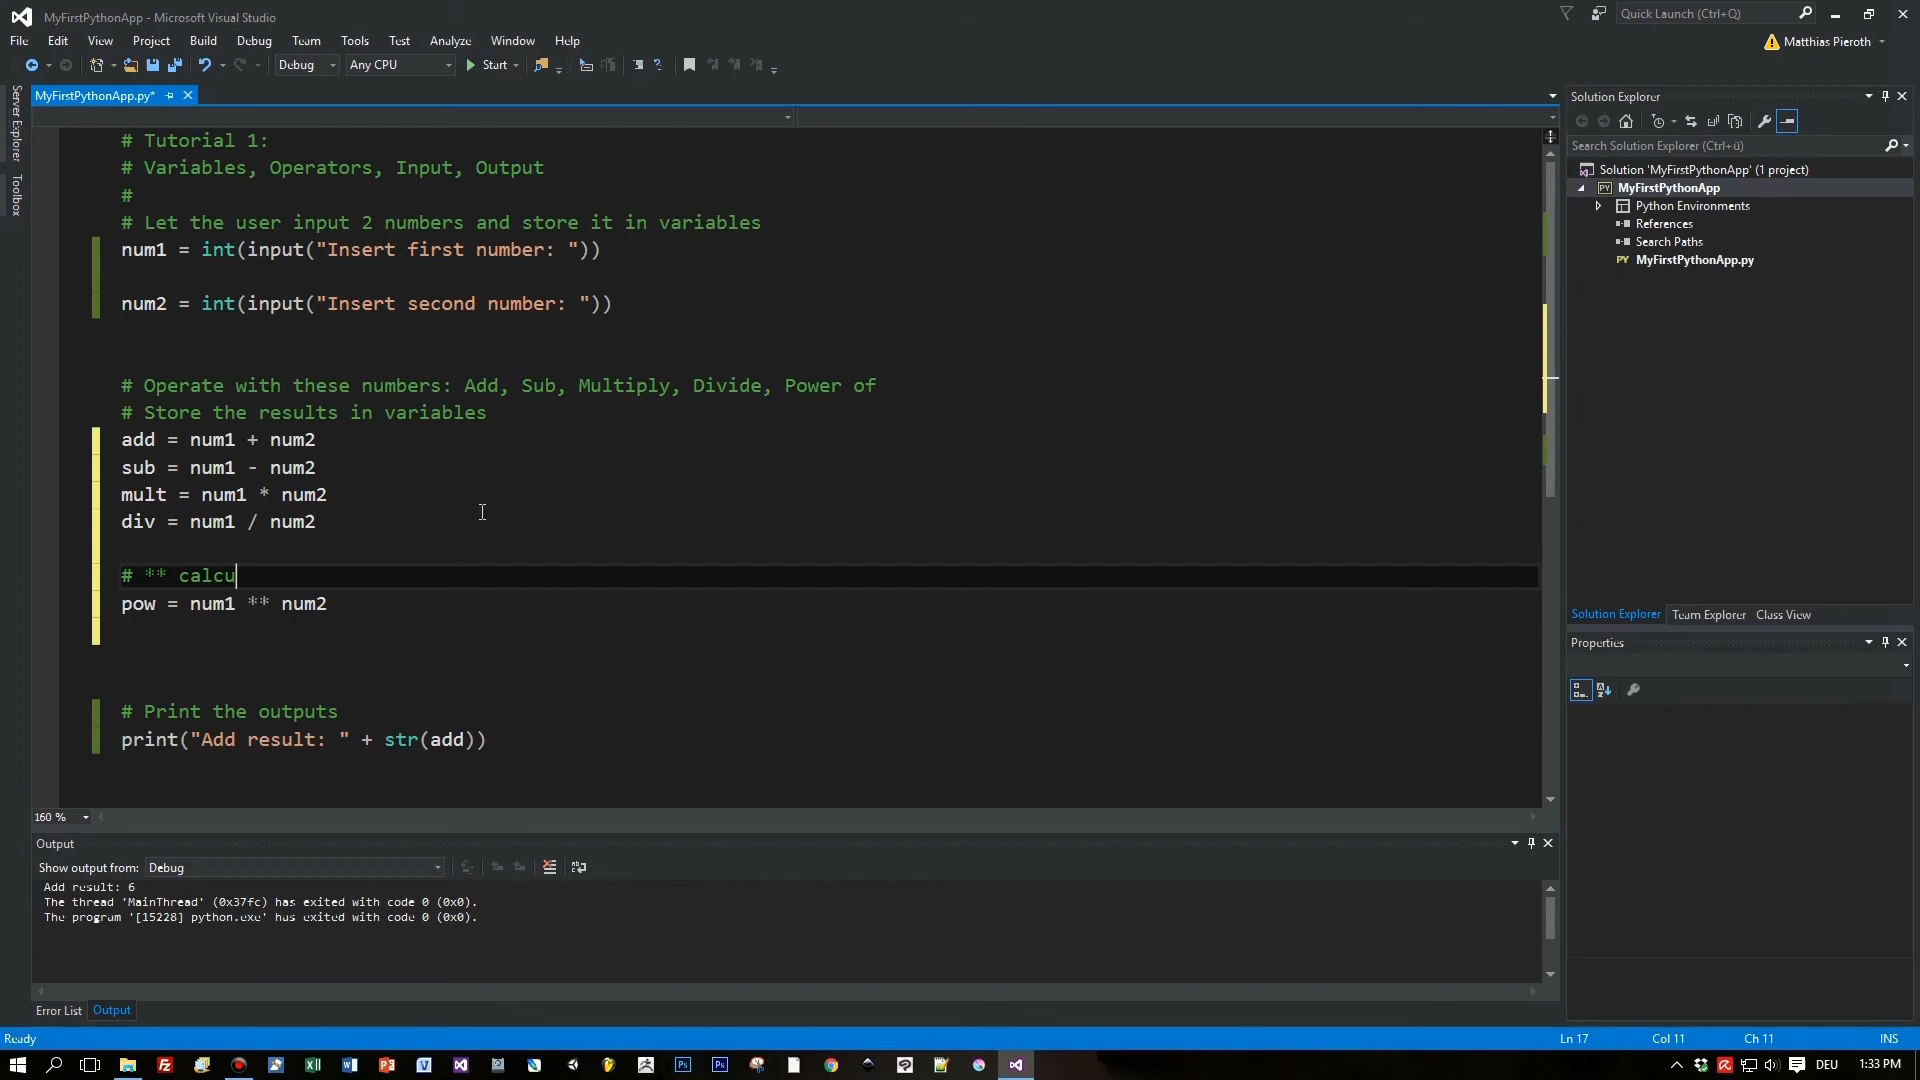 MyFirstPythonApp - Microsoft Visual Studio
Quick Launch (Ctrl+Q)
File Edit View Project Build Debug Team Tools Test Analyze Window Help
Matthias Pieroth
Debug Any CPU Start
Server Explorer
Toolbox
MyFirstPythonApp.py*
# Tutorial 1:
# Variables, Operators, Input, Output
#
# Let the user input 2 numbers and store it in variables
num1 = int(input("Insert first number: "))
num2 = int(input("Insert second number: "))
# Operate with these numbers: Add, Sub, Multiply, Divide, Power of
# Store the results in variables
add = num1 + num2
sub = num1 - num2
mult = num1 * num2
div = num1 / num2
# ** calcu
pow = num1 ** num2
# Print the outputs
print("Add result: " + str(add))
160 %
Solution Explorer
Search Solution Explorer (Ctrl+ü)
Solution 'MyFirstPythonApp' (1 project)
PY MyFirstPythonApp
Python Environments
References
Search Paths
PY MyFirstPythonApp.py
Solution Explorer Team Explorer Class View
Properties
Output
Show output from: Debug
Add result: 6
The thread 'MainThread' (0x37fc) has exited with code 0 (0x0).
The program '[15228] python.exe' has exited with code 0 (0x0).
Error List Output
Ready Ln 17 Col 11 Ch 11 INS
DEU 1:33 PM